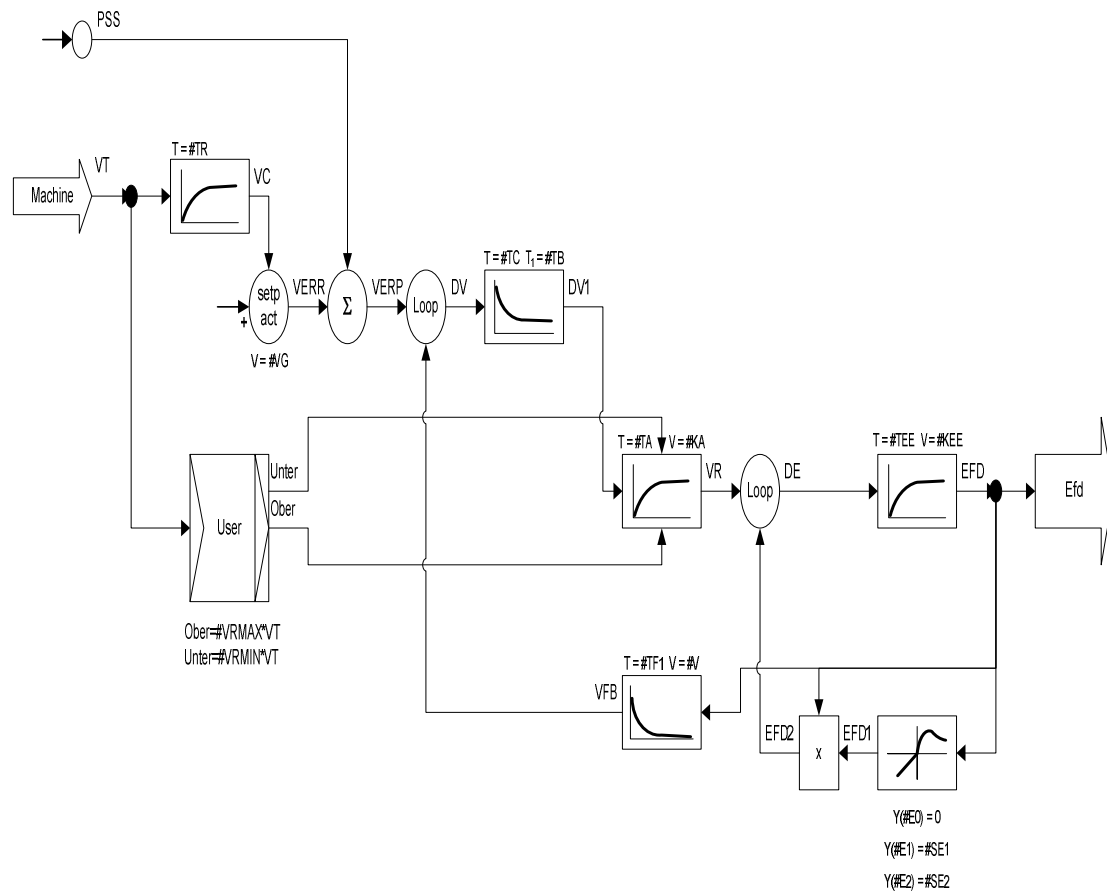 PSS
T = #TR
VT
VC
Machine
setp
act
+
V = #VG
VERR
Σ
VERP
Loop
DV
T = #TC T₁ = #TB
DV1
Unter
Ober
User
Ober=#VRMAX*VT
Unter=#VRMIN*VT
T = #TA V = #KA
VR
Loop
DE
T = #TEE V = #KEE
EFD
Efd
T = #TF1 V = #V
VFB
EFD2
x
EFD1
Y(#E0) = 0
Y(#E1) = #SE1
Y(#E2) = #SE2